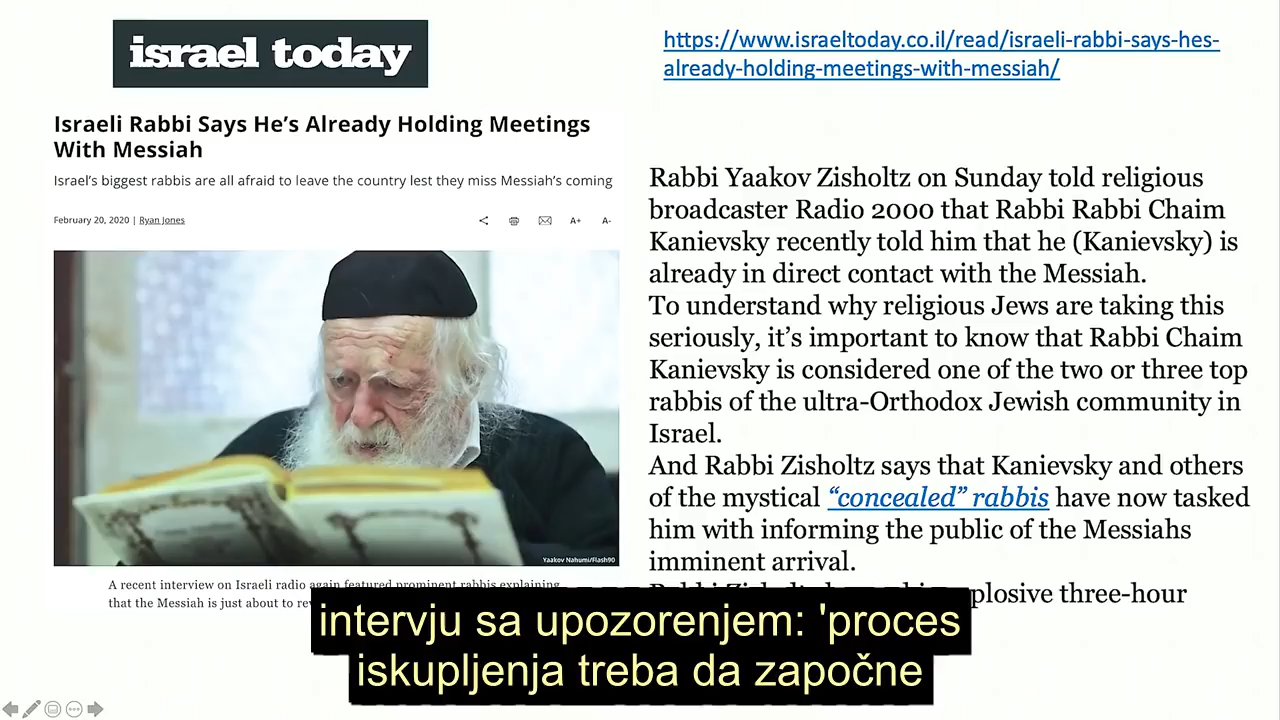 israel today
https://www.israeltoday.co.il/read/israeli-rabbi-says-hes-
already-holding-meetings-with-messiah/
Israeli Rabbi Says He's Already Holding Meetings
With Messiah
Israel's biggest rabbis are all afraid to leave the country lest they miss Messiah's coming
February 20, 2020 | Ryan Jones
A+ A-
Yaakov Nahumi/Flash90
A recent interview on Israeli radio again featured prominent rabbis explaining
that the Messiah is just about to
Rabbi Yaakov Zisholtz on Sunday told religious
broadcaster Radio 2000 that Rabbi Rabbi Chaim
Kanievsky recently told him that he (Kanievsky) is
already in direct contact with the Messiah.
To understand why religious Jews are taking this
seriously, it's important to know that Rabbi Chaim
Kanievsky is considered one of the two or three top
rabbis of the ultra-Orthodox Jewish community in
Israel.
And Rabbi Zisholtz says that Kanievsky and others
of the mystical “concealed” rabbis have now tasked
him with informing the public of the Messiahs
imminent arrival.
three-hour
intervju sa upozorenjem: 'proces
iskupljenja treba da započne